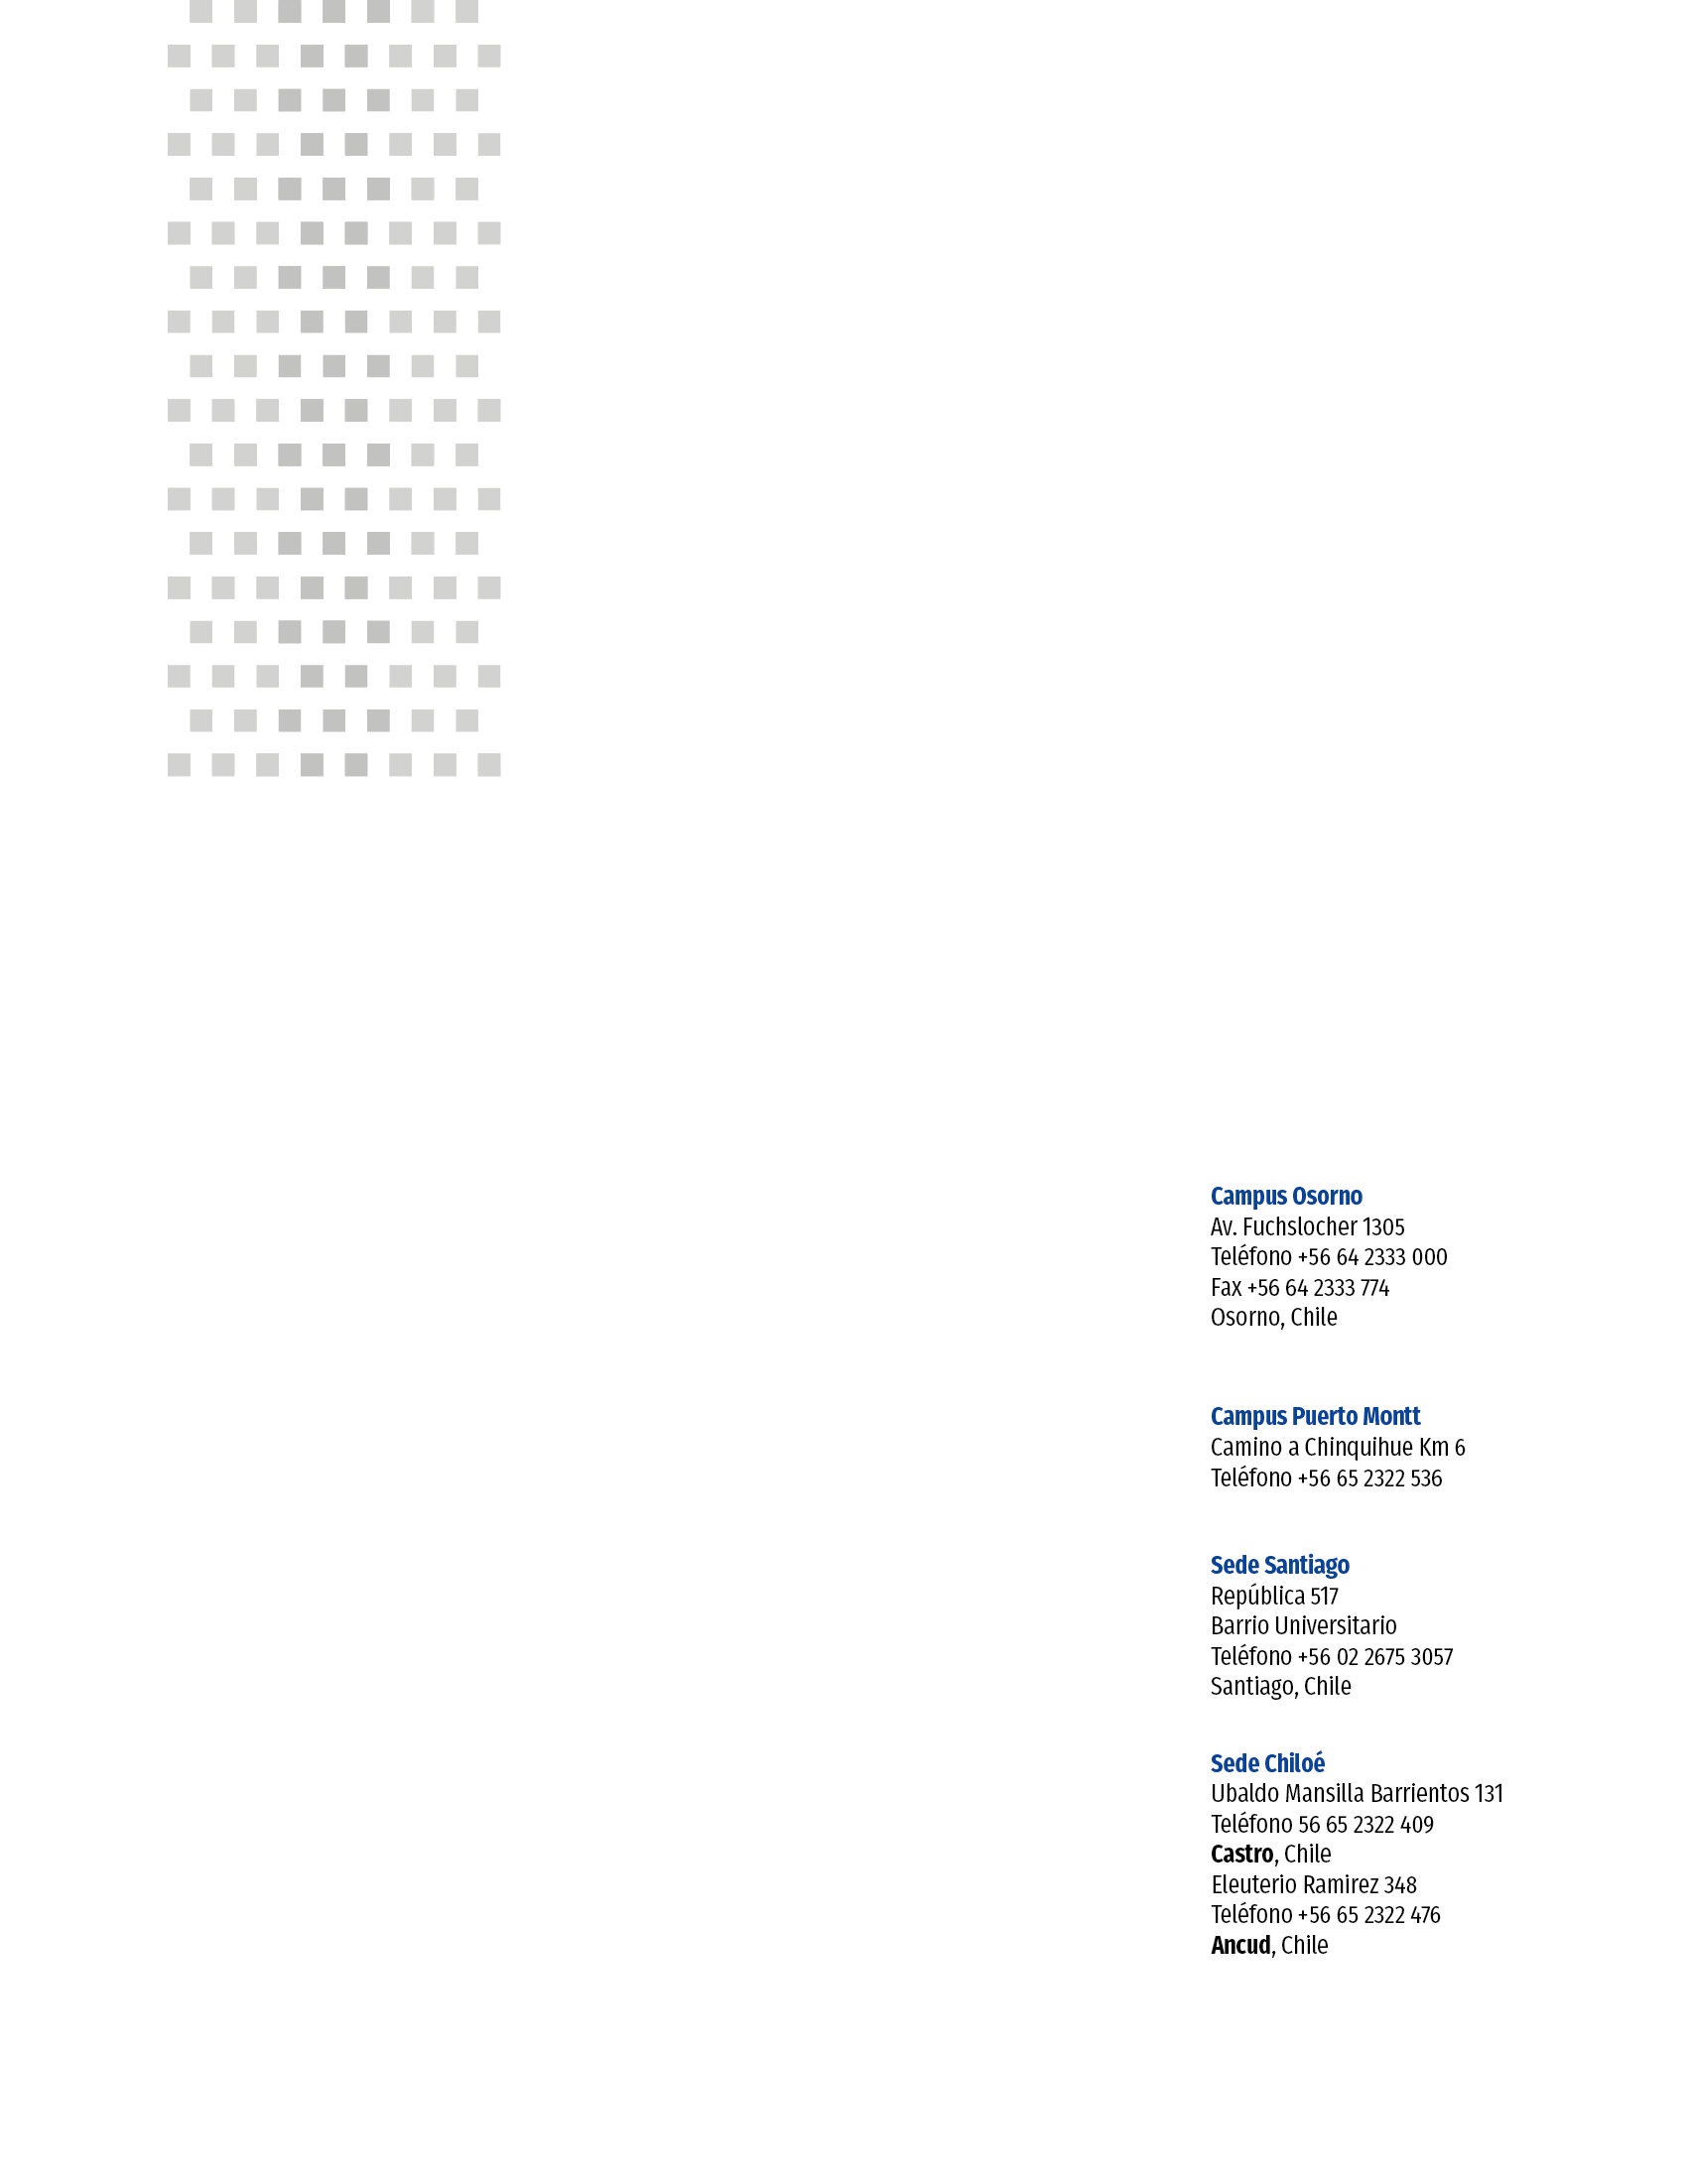 Campus Osorno
Av. Fuchslocher 1305
Teléfono +56 64 2333 000
Fax +56 64 2333 774
Osorno, Chile
Campus Puerto Montt
Camino a Chinquihue Km 6
Teléfono +56 65 2322 536
Sede Santiago
República 517
Barrio Universitario
Teléfono +56 02 2675 3057
Santiago, Chile
Sede Chiloé
Ubaldo Mansilla Barrientos 131
Teléfono 56 65 2322 409
Castro, Chile
Eleuterio Ramirez 348
Teléfono +56 65 2322 476
Ancud, Chile